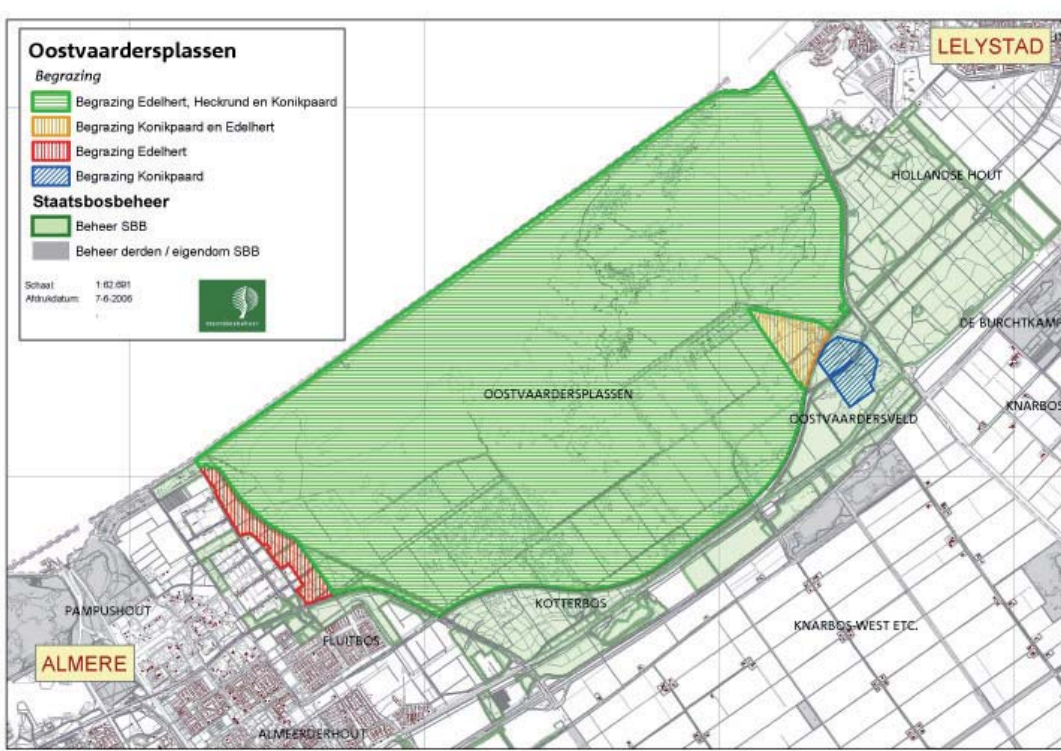 Oostvaardersplassen
Begrazing
Begrazing Edelhert, Heckrund en Konikpaard
Begrazing Konikpaard en Edelhert
Begrazing Edelhert
Begrazing Konikpaard
Staatsbosbeheer
Beheer SBB
Beheer derden / eigendom SBB
Schaal: 1:62.691
Afdrukdatum: 7-6-2006
staatsbosbeheer
LELYSTAD
HOLLANDSE HOUT
DE BURCHTKAMP
OOSTVAARDERSPLASSEN
KNARBOS
OOSTVAARDERSVELD
KOTTERBOS
PAMPUSHOUT
KNARBOS-WEST ETC.
FLUITBOS
ALMERE
ALMEERDERHOUT